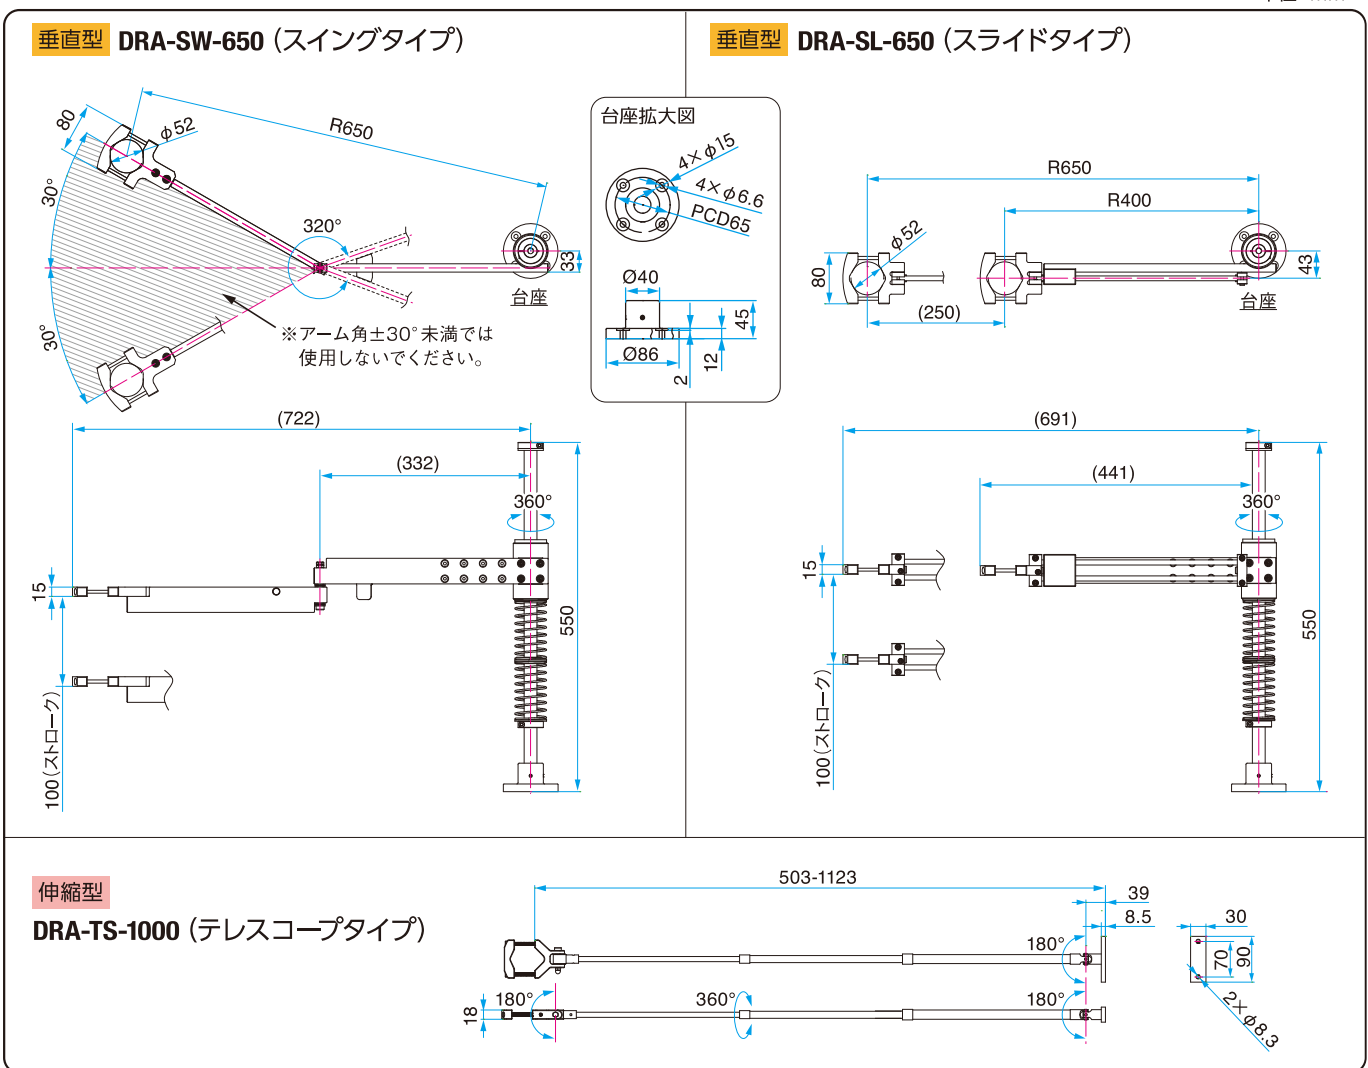 垂直型 DRA-SW-650（スイングタイプ）
80
φ52
R650
30°
320°
33
台座
30°
※アーム角±30°未満では
使用しないでください。
(722)
(332)
360°
15
550
100(ストローク)
台座拡大図
4×φ15
4×φ6.6
PCD65
Ø40
45
Ø86
2
12
垂直型 DRA-SL-650（スライドタイプ）
R650
R400
φ52
80
43
(250)
台座
(691)
(441)
360°
15
550
100(ストローク)
伸縮型
DRA-TS-1000（テレスコープタイプ）
503-1123
39
8.5
30
180°
70
90
180°
360°
180°
18
2×φ8.3